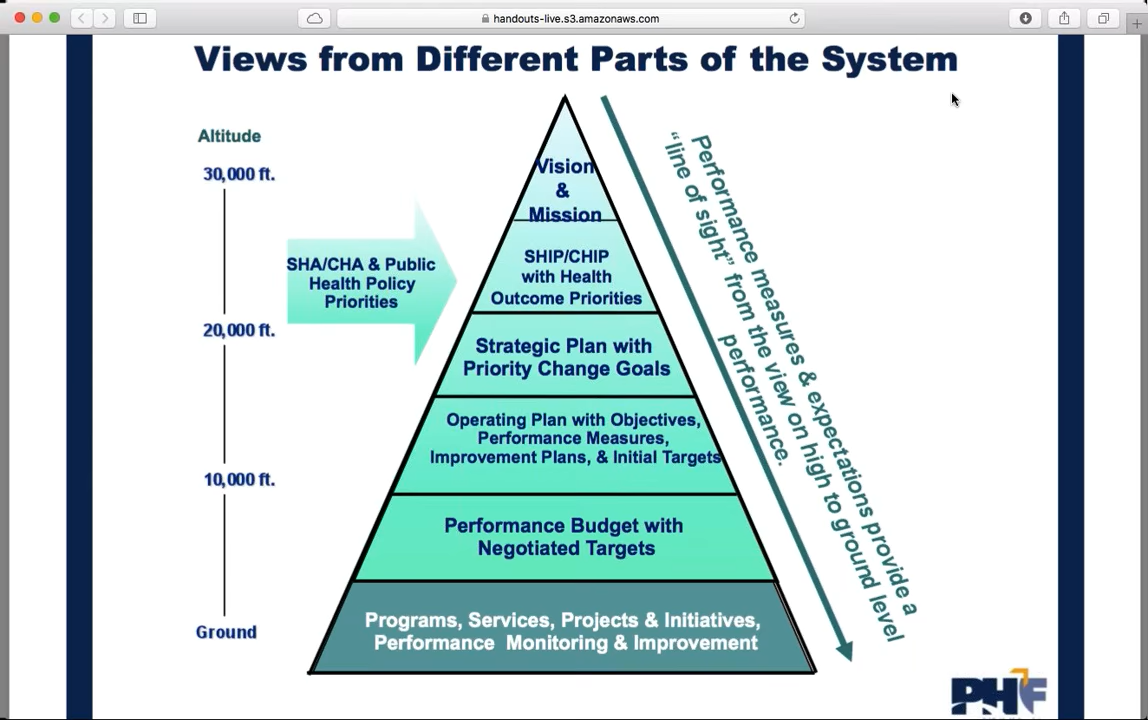 handouts-live.s3.amazonaws.com
Views from Different Parts of the System
Altitude
30,000 ft.
20,000 ft.
10,000 ft.
Ground
SHA/CHA & Public
Health Policy
Priorities
Vision
&
Mission
SHIP/CHIP
with Health
Outcome Priorities
Strategic Plan with
Priority Change Goals
Operating Plan with Objectives,
Performance Measures,
Improvement Plans, & Initial Targets
Performance Budget with
Negotiated Targets
Programs, Services, Projects & Initiatives,
Performance Monitoring & Improvement
Performance measures & expectations provide a
“line of sight” from the view on high to ground level
performance.
PHF